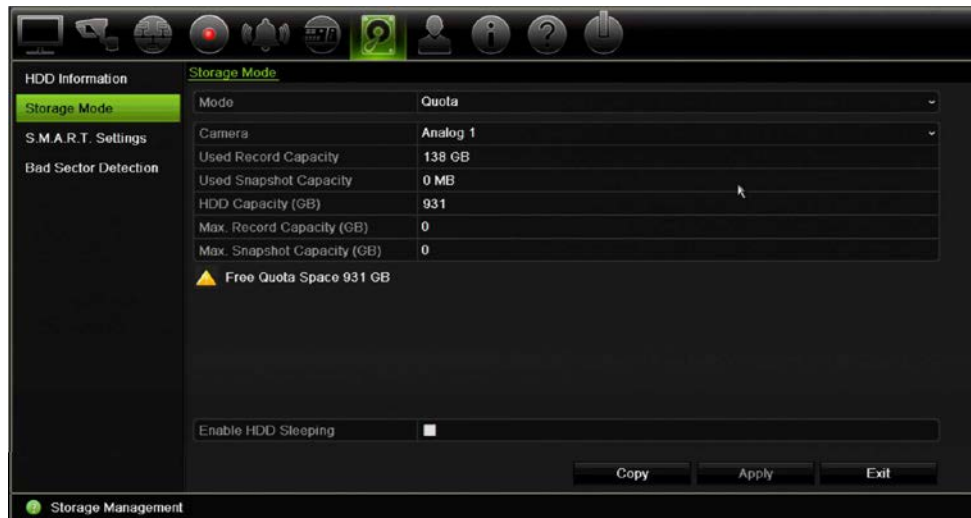 HDD Information
Storage Mode
S.M.A.R.T. Settings
Bad Sector Detection
Storage Mode
Mode Quota
Camera Analog 1
Used Record Capacity 138 GB
Used Snapshot Capacity 0 MB
HDD Capacity (GB) 931
Max. Record Capacity (GB) 0
Max. Snapshot Capacity (GB) 0
Free Quota Space 931 GB
Enable HDD Sleeping
Copy Apply Exit
Storage Management